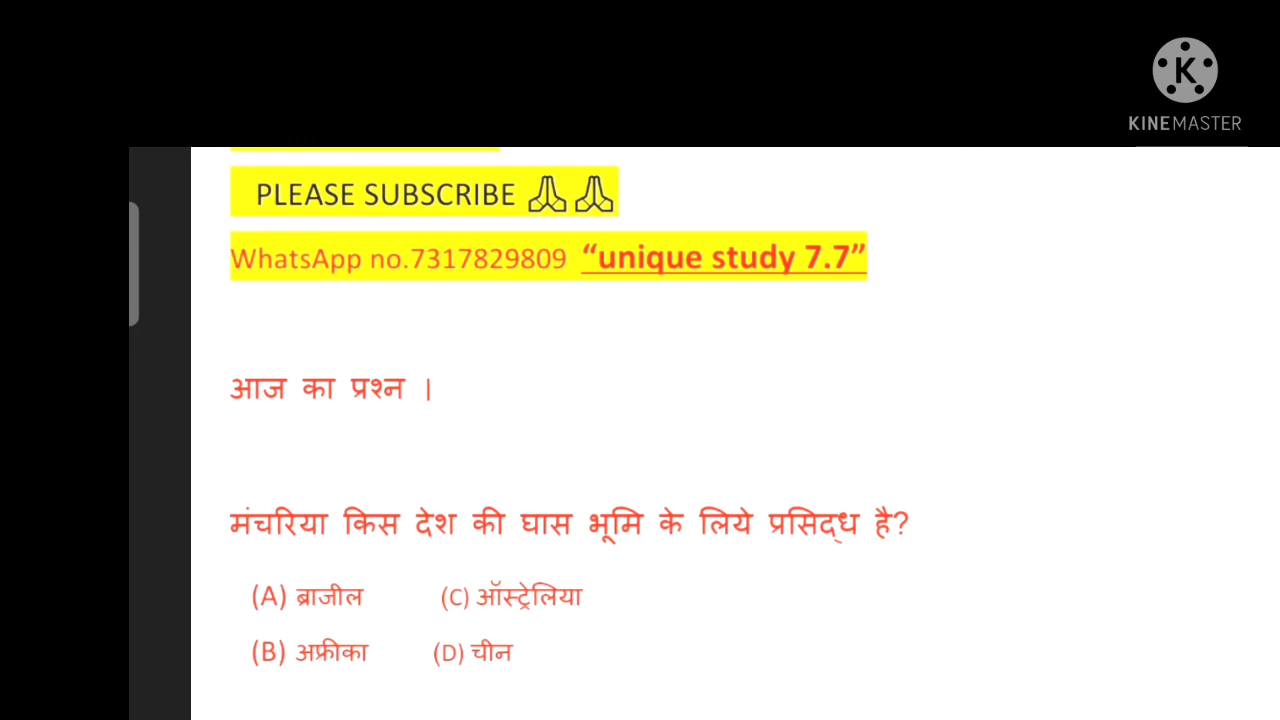 KINEMASTER
PLEASE SUBSCRIBE 🙏🙏
WhatsApp no.7317829809 “unique study 7.7”
आज का प्रश्न ।
मंचरिया किस देश की घास भूमि के लिये प्रसिद्ध है?
(A) ब्राजील (C) ऑस्ट्रेलिया
(B) अफ्रीका (D) चीन